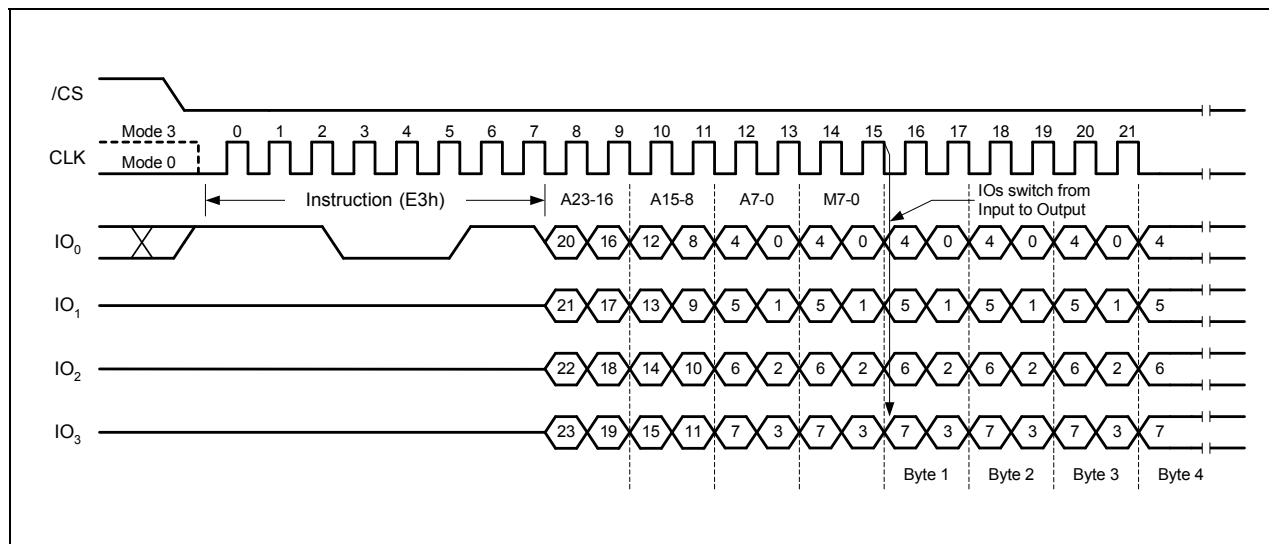 /CS
Mode 3 0 1 2 3 4 5 6 7 8 9 10 11 12 13 14 15 16 17 18 19 20 21
CLK
Mode 0
Instruction (E3h) A23-16 A15-8 A7-0 M7-0 IOs switch from
Input to Output
IO0 20 16 12 8 4 0 4 0 4 0 4 0 4 0 4
IO1 21 17 13 9 5 1 5 1 5 1 5 1 5 1 5
IO2 22 18 14 10 6 2 6 2 6 2 6 2 6 2 6
IO3 23 19 15 11 7 3 7 3 7 3 7 3 7 3 7
Byte 1 Byte 2 Byte 3 Byte 4